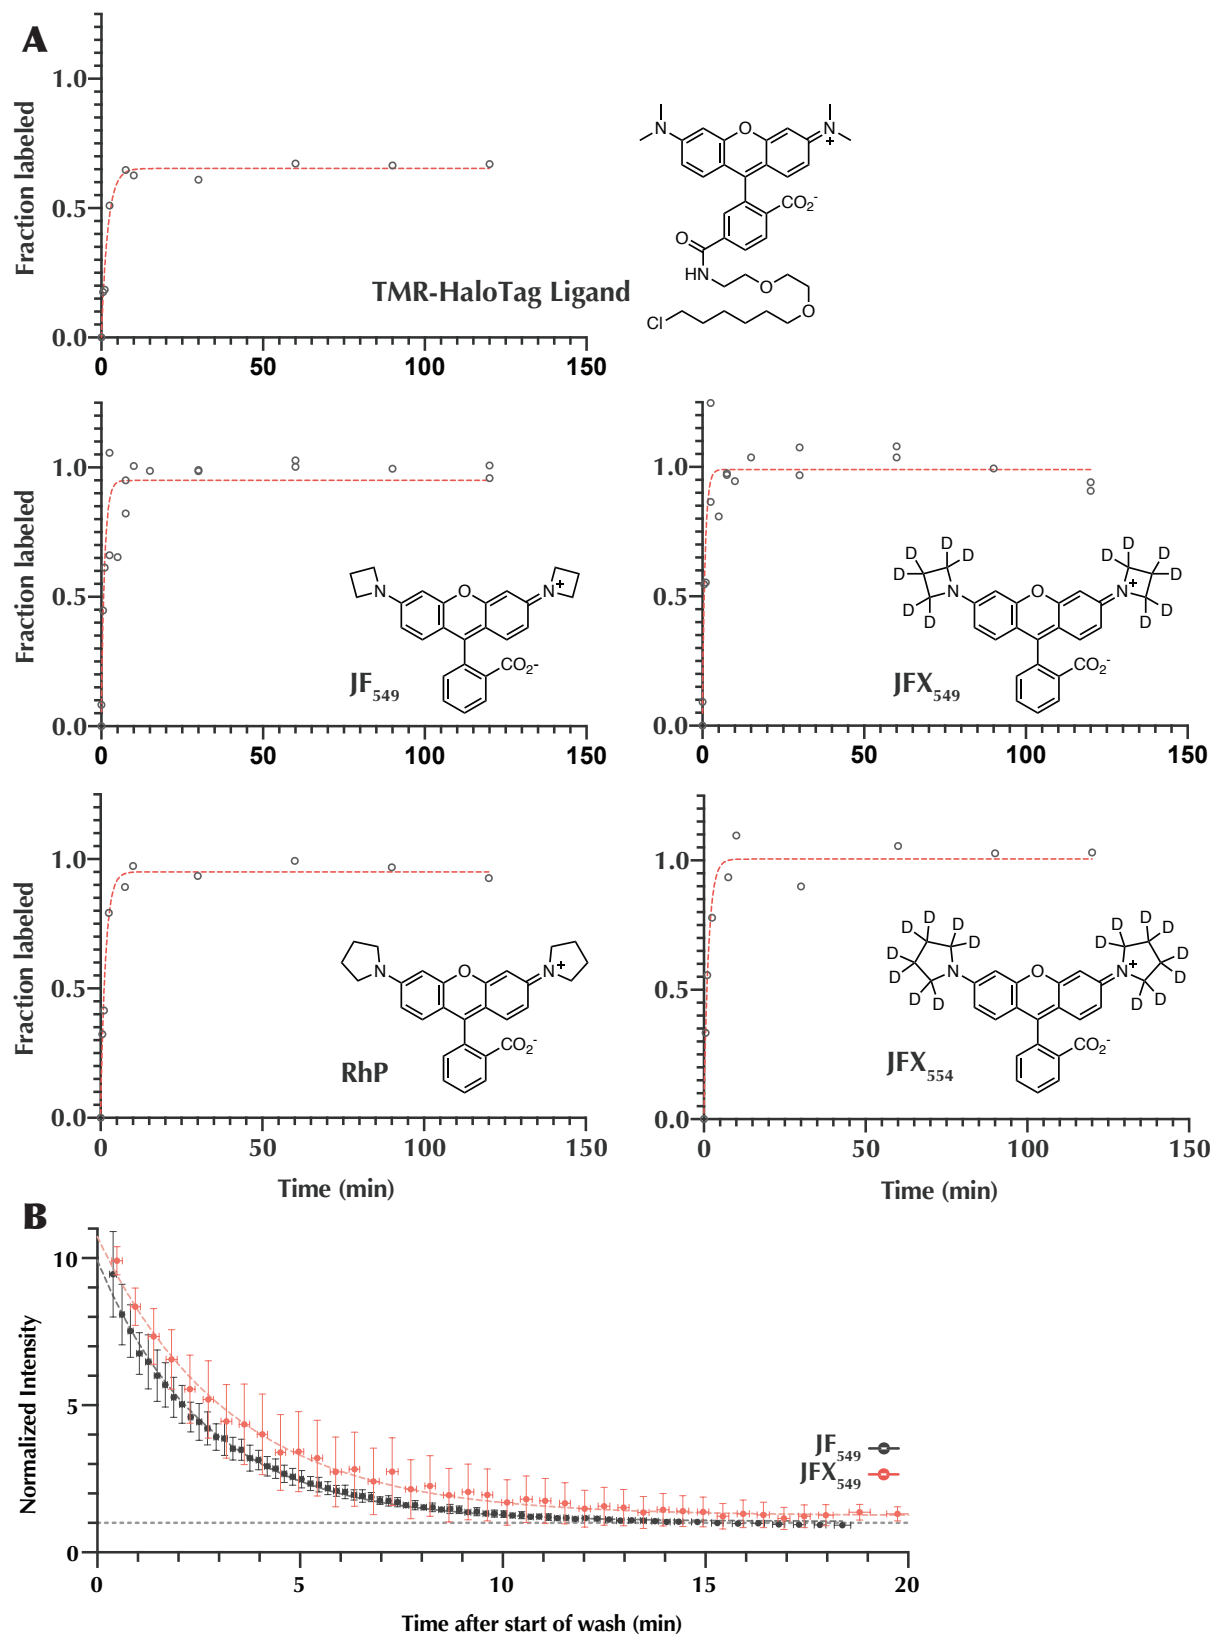 A
1.0
0.5
0.0
Fraction labeled
0
50
100
150
TMR-HaloTag Ligand
N
O
N
+
CO2-
O
HN
O
O
Cl
1.0
0.5
0.0
Fraction labeled
0
50
100
150
JF549
N
O
N
+
CO2-
1.0
0.5
0.0
0
50
100
150
JFX549
D D D D D D
N
O
N
+
D D D D D D
CO2-
1.0
0.5
0.0
Fraction labeled
0
50
100
150
Time (min)
RhP
N
O
N
+
CO2-
1.0
0.5
0.0
0
50
100
150
Time (min)
JFX554
D D D D D D D D
N
O
N
+
D D D D D D D D
CO2-
B
10
5
0
Normalized Intensity
0
5
10
15
20
Time after start of wash (min)
JF549
JFX549